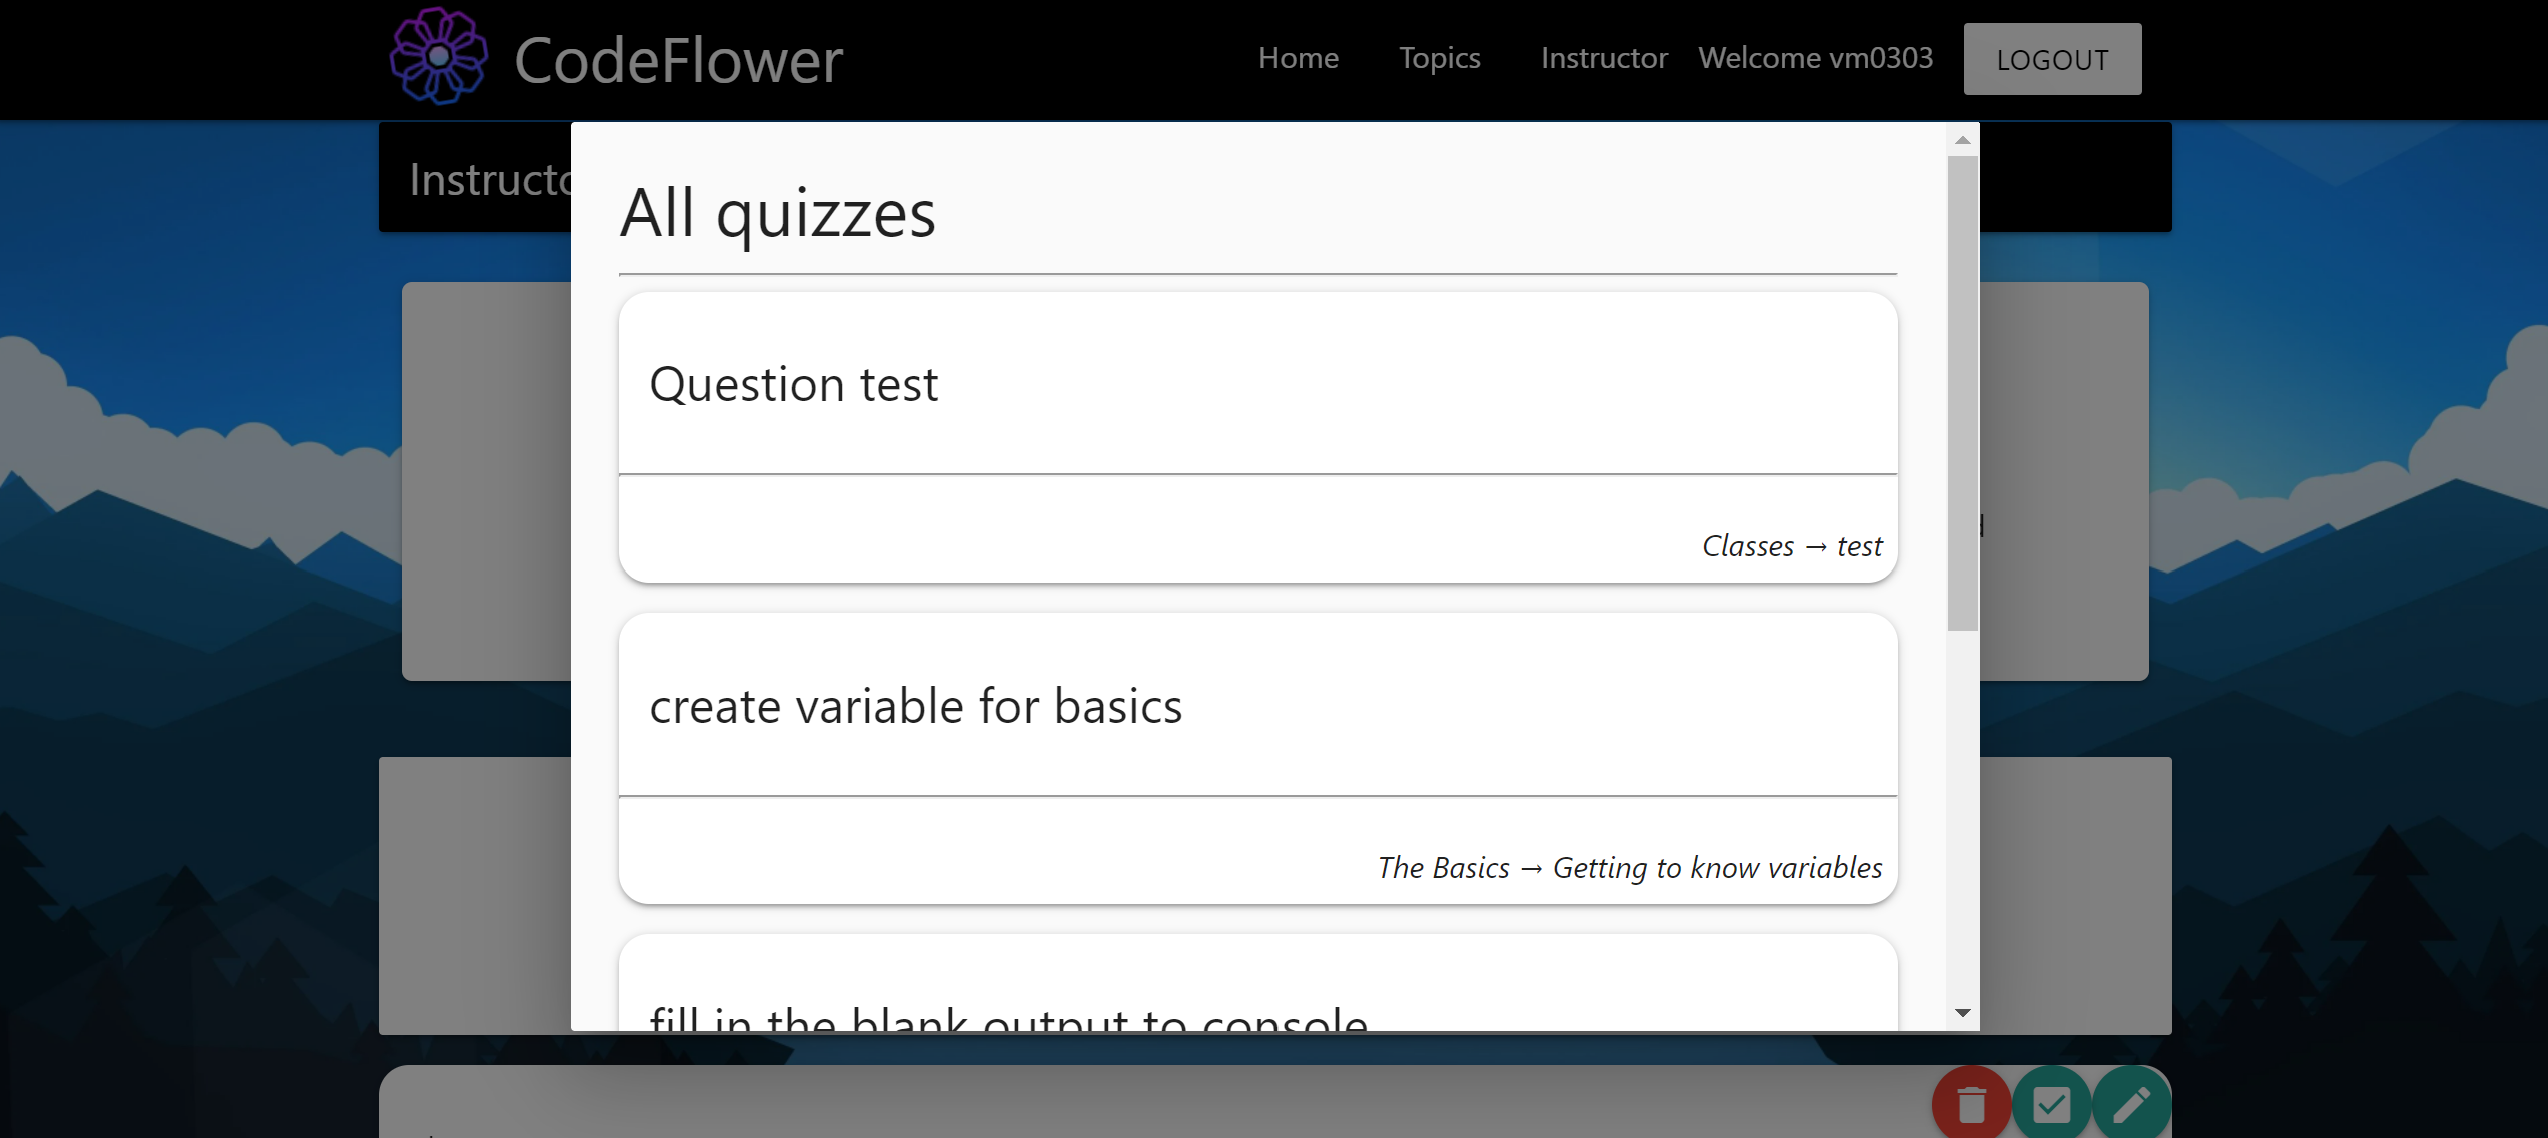 CodeFlower
Home Topics Instructor Welcome vm0303 LOGOUT
All quizzes
Question test
Classes → test
create variable for basics
The Basics → Getting to know variables
fill in the blank output to console